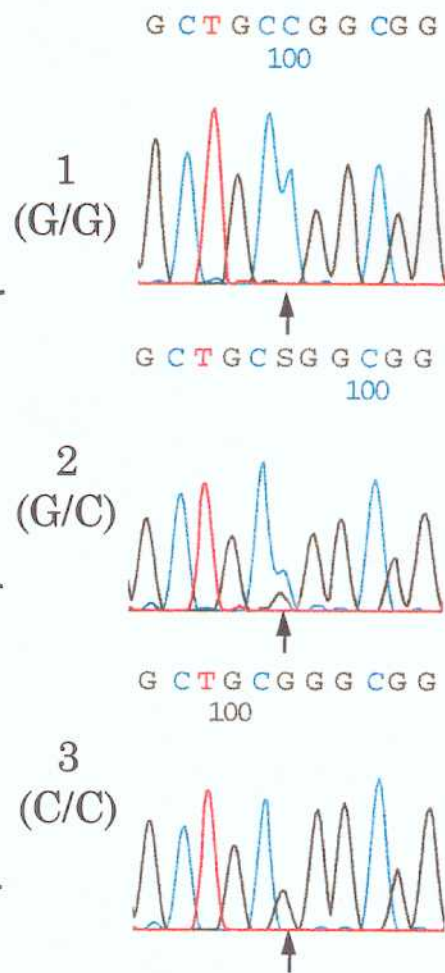 G C T G C C G G C G G
100
1
(G/G)
G C T G C S G G C G G
100
2
(G/C)
G C T G C G G G C G G
100
3
(C/C)